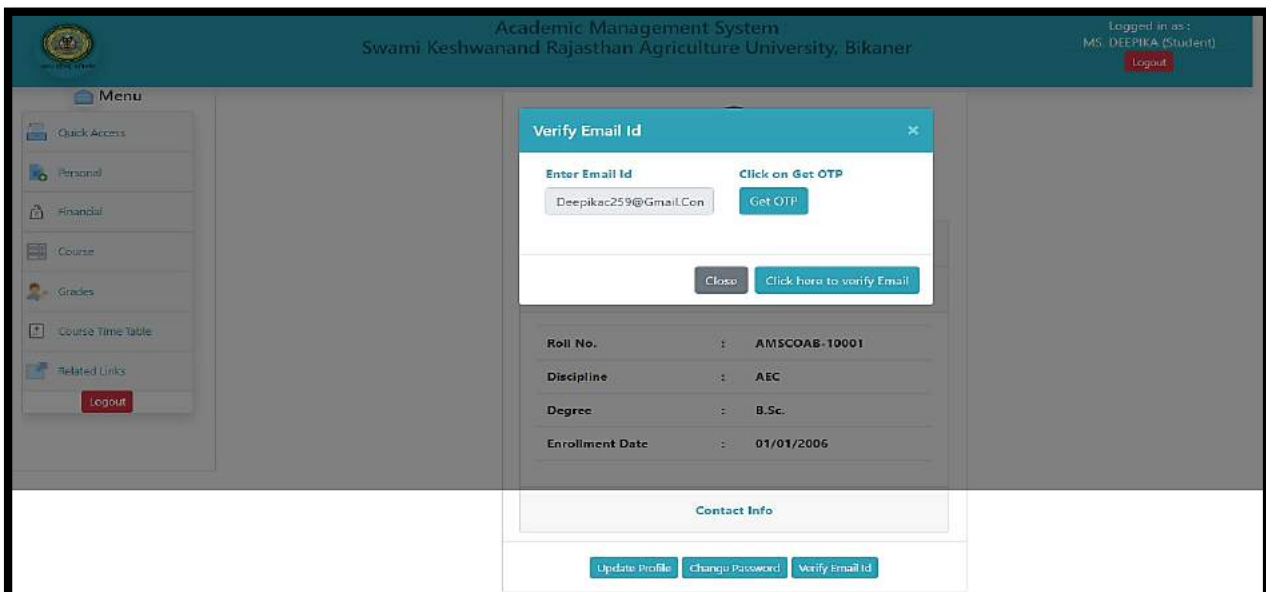 Academic Management System
Swami Keshwanand Rajasthan Agriculture University, Bikaner
Logged in as :
MS. DEEPIKA (Student)
Logout
Menu
Quick Access
Personal
Financial
Course
Grades
Course Time Table
Related Links
Logout
Verify Email Id
×
Enter Email Id
Click on Get OTP
Deepikac259@Gmail.Con
Get OTP
Close
Click here to verify Email
Roll No. : AMSCOAB-10001
Discipline : AEC
Degree : B.Sc.
Enrollment Date : 01/01/2006
Contact Info
Update Profile
Change Password
Verify Email Id